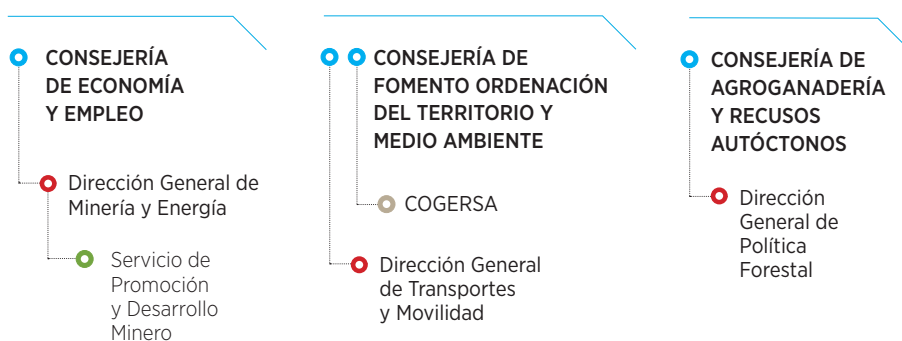 CONSEJERÍA
DE ECONOMÍA
Y EMPLEO
Dirección General de
Minería y Energía
Servicio de
Promoción
y Desarrollo
Minero
CONSEJERÍA DE
FOMENTO ORDENACIÓN
DEL TERRITORIO Y
MEDIO AMBIENTE
COGERSA
Dirección General
de Transportes
y Movilidad
CONSEJERÍA DE
AGROGANADERÍA
Y RECUSOS
AUTÓCTONOS
Dirección
General de
Política
Forestal